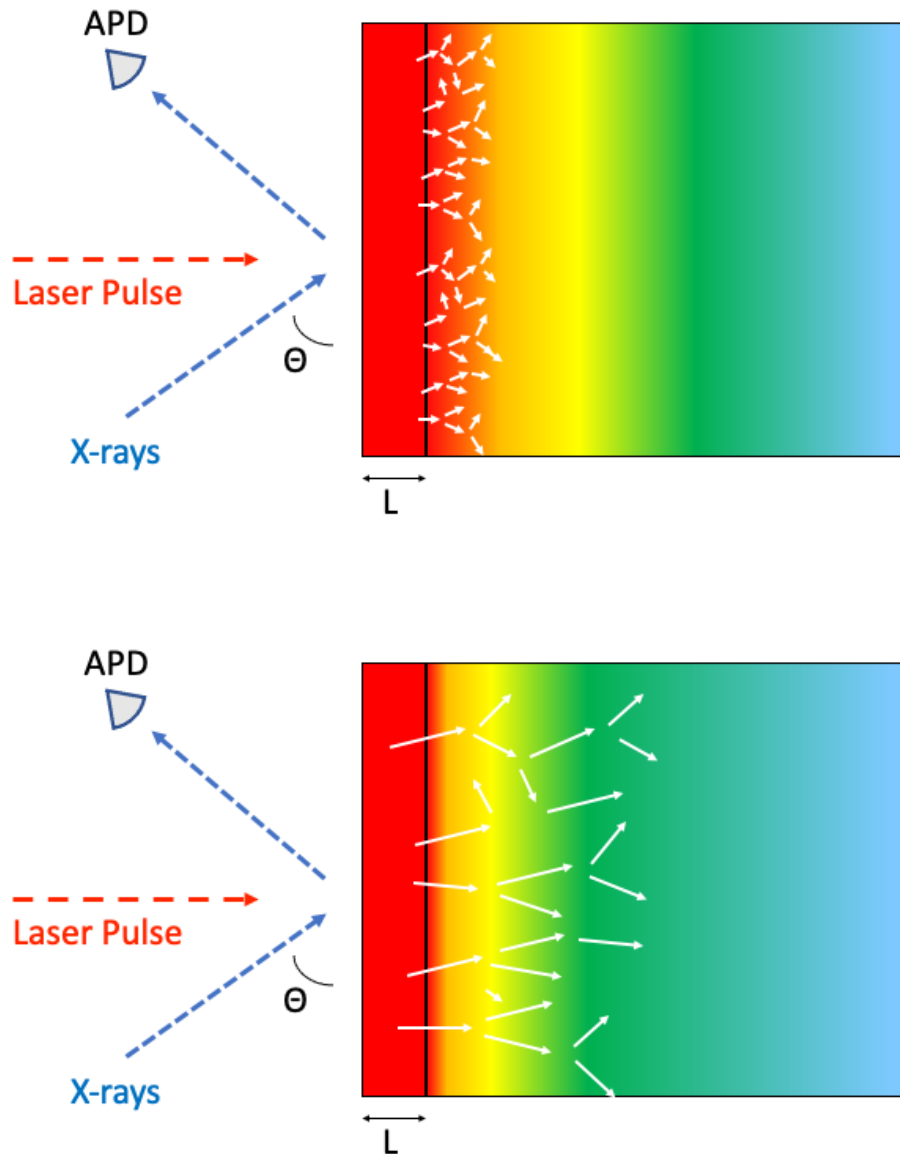 APD
Laser Pulse
Θ
X-rays
L
APD
Laser Pulse
Θ
X-rays
L